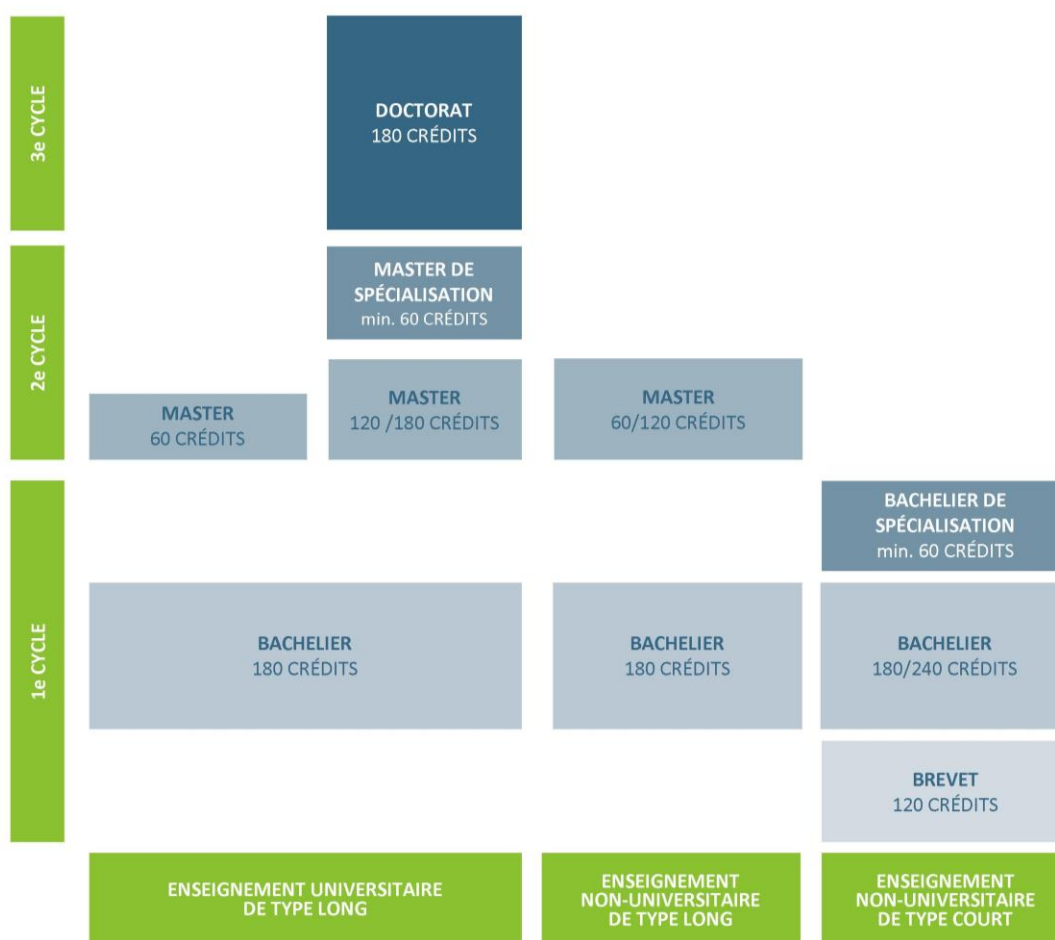 3e CYCLE
DOCTORAT
180 CRÉDITS
2e CYCLE
MASTER DE
SPÉCIALISATION
min. 60 CRÉDITS
MASTER
60 CRÉDITS
MASTER
120 /180 CRÉDITS
MASTER
60/120 CRÉDITS
1e CYCLE
BACHELIER DE
SPÉCIALISATION
min. 60 CRÉDITS
BACHELIER
180 CRÉDITS
BACHELIER
180 CRÉDITS
BACHELIER
180/240 CRÉDITS
BREVET
120 CRÉDITS
ENSEIGNEMENT UNIVERSITAIRE
DE TYPE LONG
ENSEIGNEMENT
NON-UNIVERSITAIRE
DE TYPE LONG
ENSEIGNEMENT
NON-UNIVERSITAIRE
DE TYPE COURT